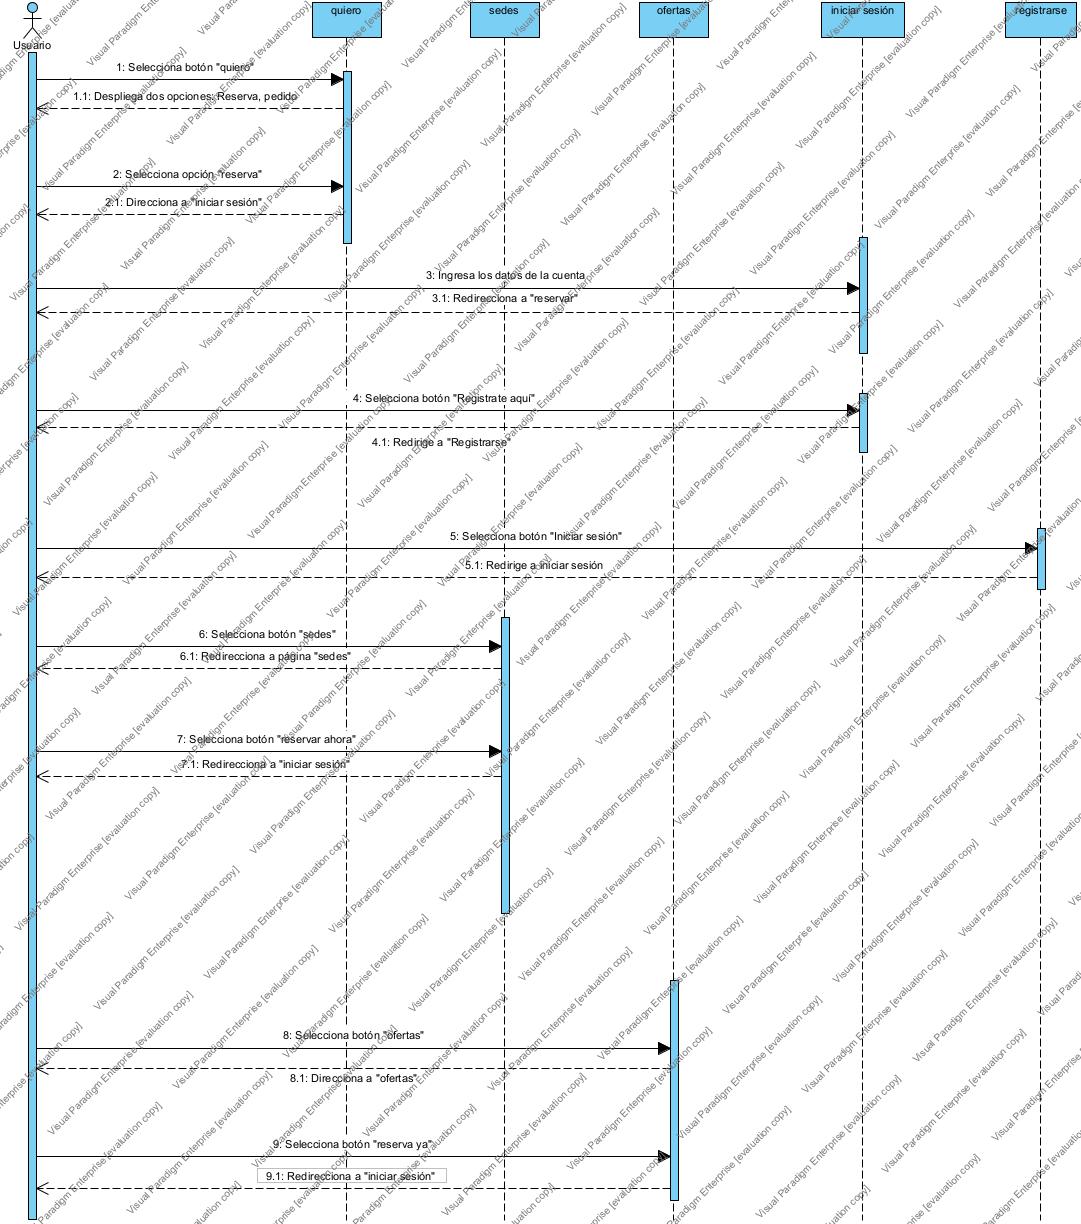 quiero
sedes
ofertas
iniciar sesión
registrarse
Usuario
1: Selecciona botón "quiero"
1.1: Despliega dos opciones: Reserva, pedido
2: Selecciona opción "reserva"
2.1: Direcciona a "iniciar sesión"
3: Ingresa los datos de la cuenta
3.1: Redirecciona a "reservar"
4: Selecciona botón "Registrate aquí"
4.1: Redirige a "Registrarse"
5: Selecciona botón "Iniciar sesión"
5.1: Redirige a iniciar sesión
6: Selecciona botón "sedes"
6.1: Redirecciona a página "sedes"
7: Selecciona botón "reservar ahora"
7.1: Redirecciona a "iniciar sesión"
8: Selecciona botón "ofertas"
8.1: Direcciona a "ofertas"
9: Selecciona botón "reserva ya"
9.1: Redirecciona a "iniciar sesión"
Visual Paradigm Enterprise [evaluation copy]